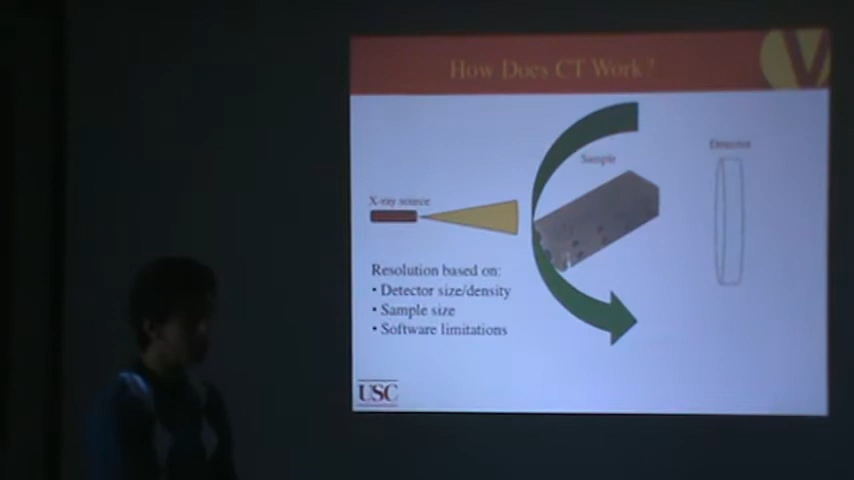 How Does CT Work?
Sample
Detector
X-ray source
Resolution based on:
• Detector size/density
• Sample size
• Software limitations
USC
V